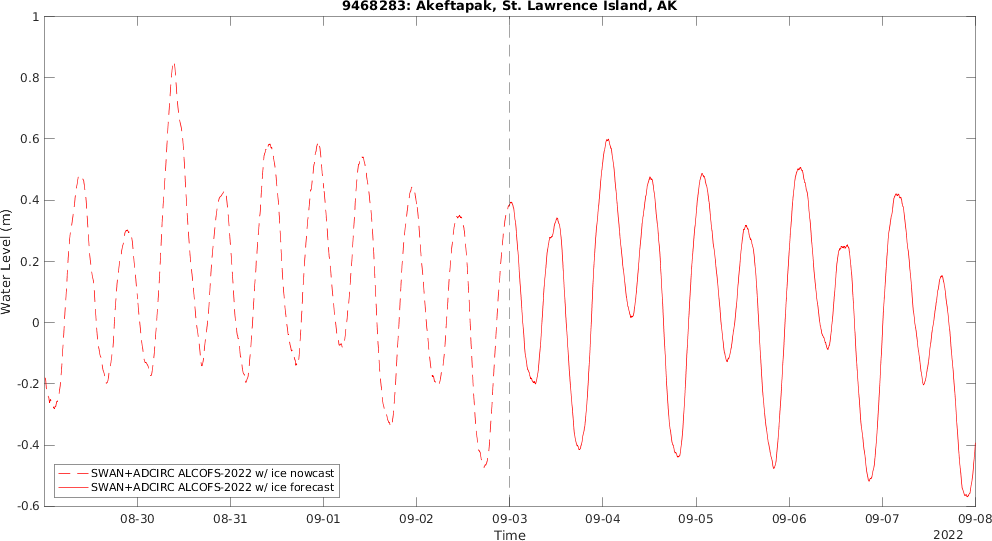 9468283: Akeftapak, St. Lawrence Island, AK
1
0.8
0.6
0.4
0.2
0
-0.2
-0.4
-0.6
Water Level (m)
SWAN+ADCIRC ALCOFS-2022 w/ ice nowcast
SWAN+ADCIRC ALCOFS-2022 w/ ice forecast
08-30 08-31 09-01 09-02 09-03 09-04 09-05 09-06 09-07 09-08
Time
2022